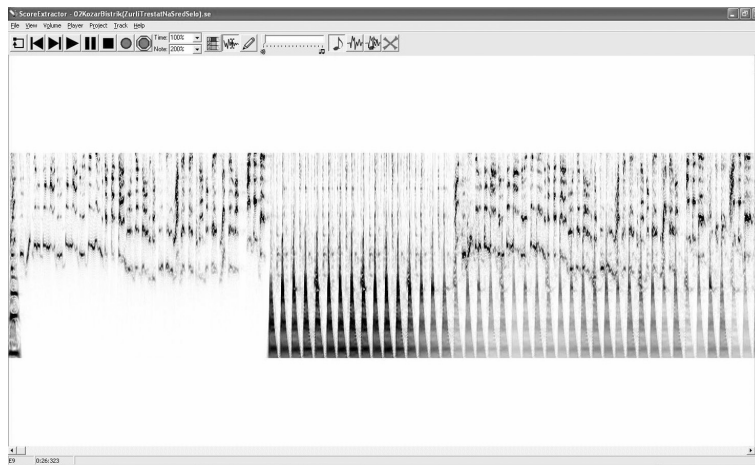 ScoreExtractor - 02KozarBistrik(ZurliTrestatNaSredSelo).se
File View Volume Player Project Track Help
Time: 100%
Note: 200%
E9 0:26:323